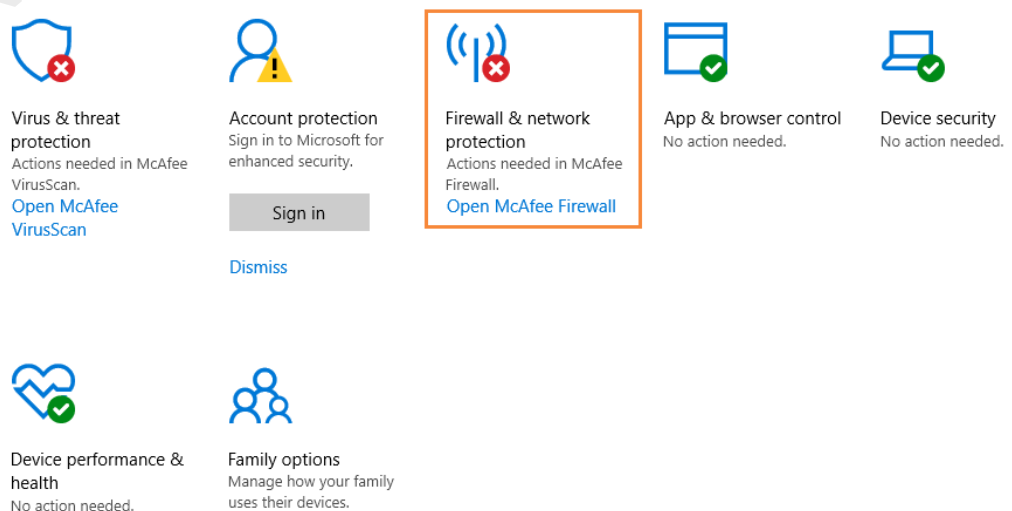 Virus & threat
protection
Actions needed in McAfee
VirusScan.
Open McAfee
VirusScan
Account protection
Sign in to Microsoft for
enhanced security.
Sign in
Dismiss
Firewall & network
protection
Actions needed in McAfee
Firewall.
Open McAfee Firewall
App & browser control
No action needed.
Device security
No action needed.
Device performance &
health
No action needed.
Family options
Manage how your family
uses their devices.